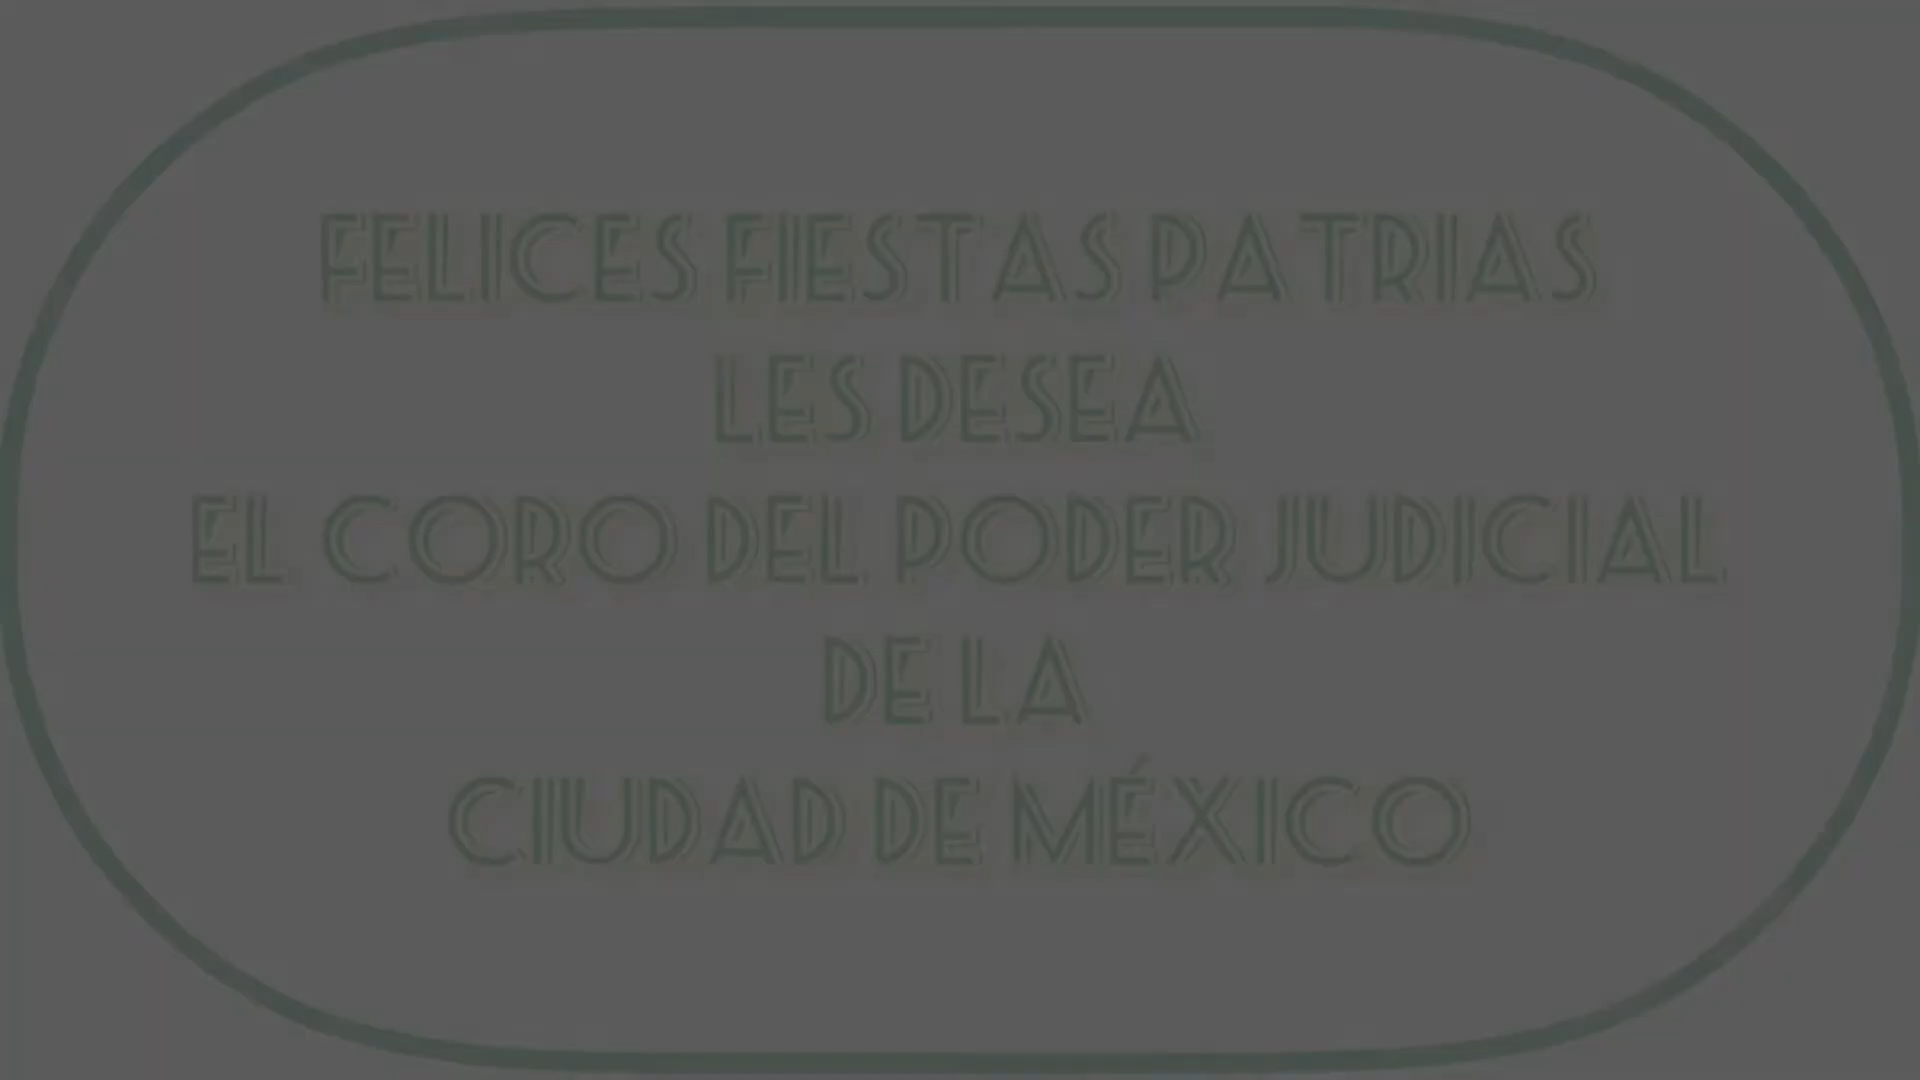 FELICES FIESTAS PATRIAS
LES DESEA
EL CORO DEL PODER JUDICIAL
DE LA
CIUDAD DE MÉXICO